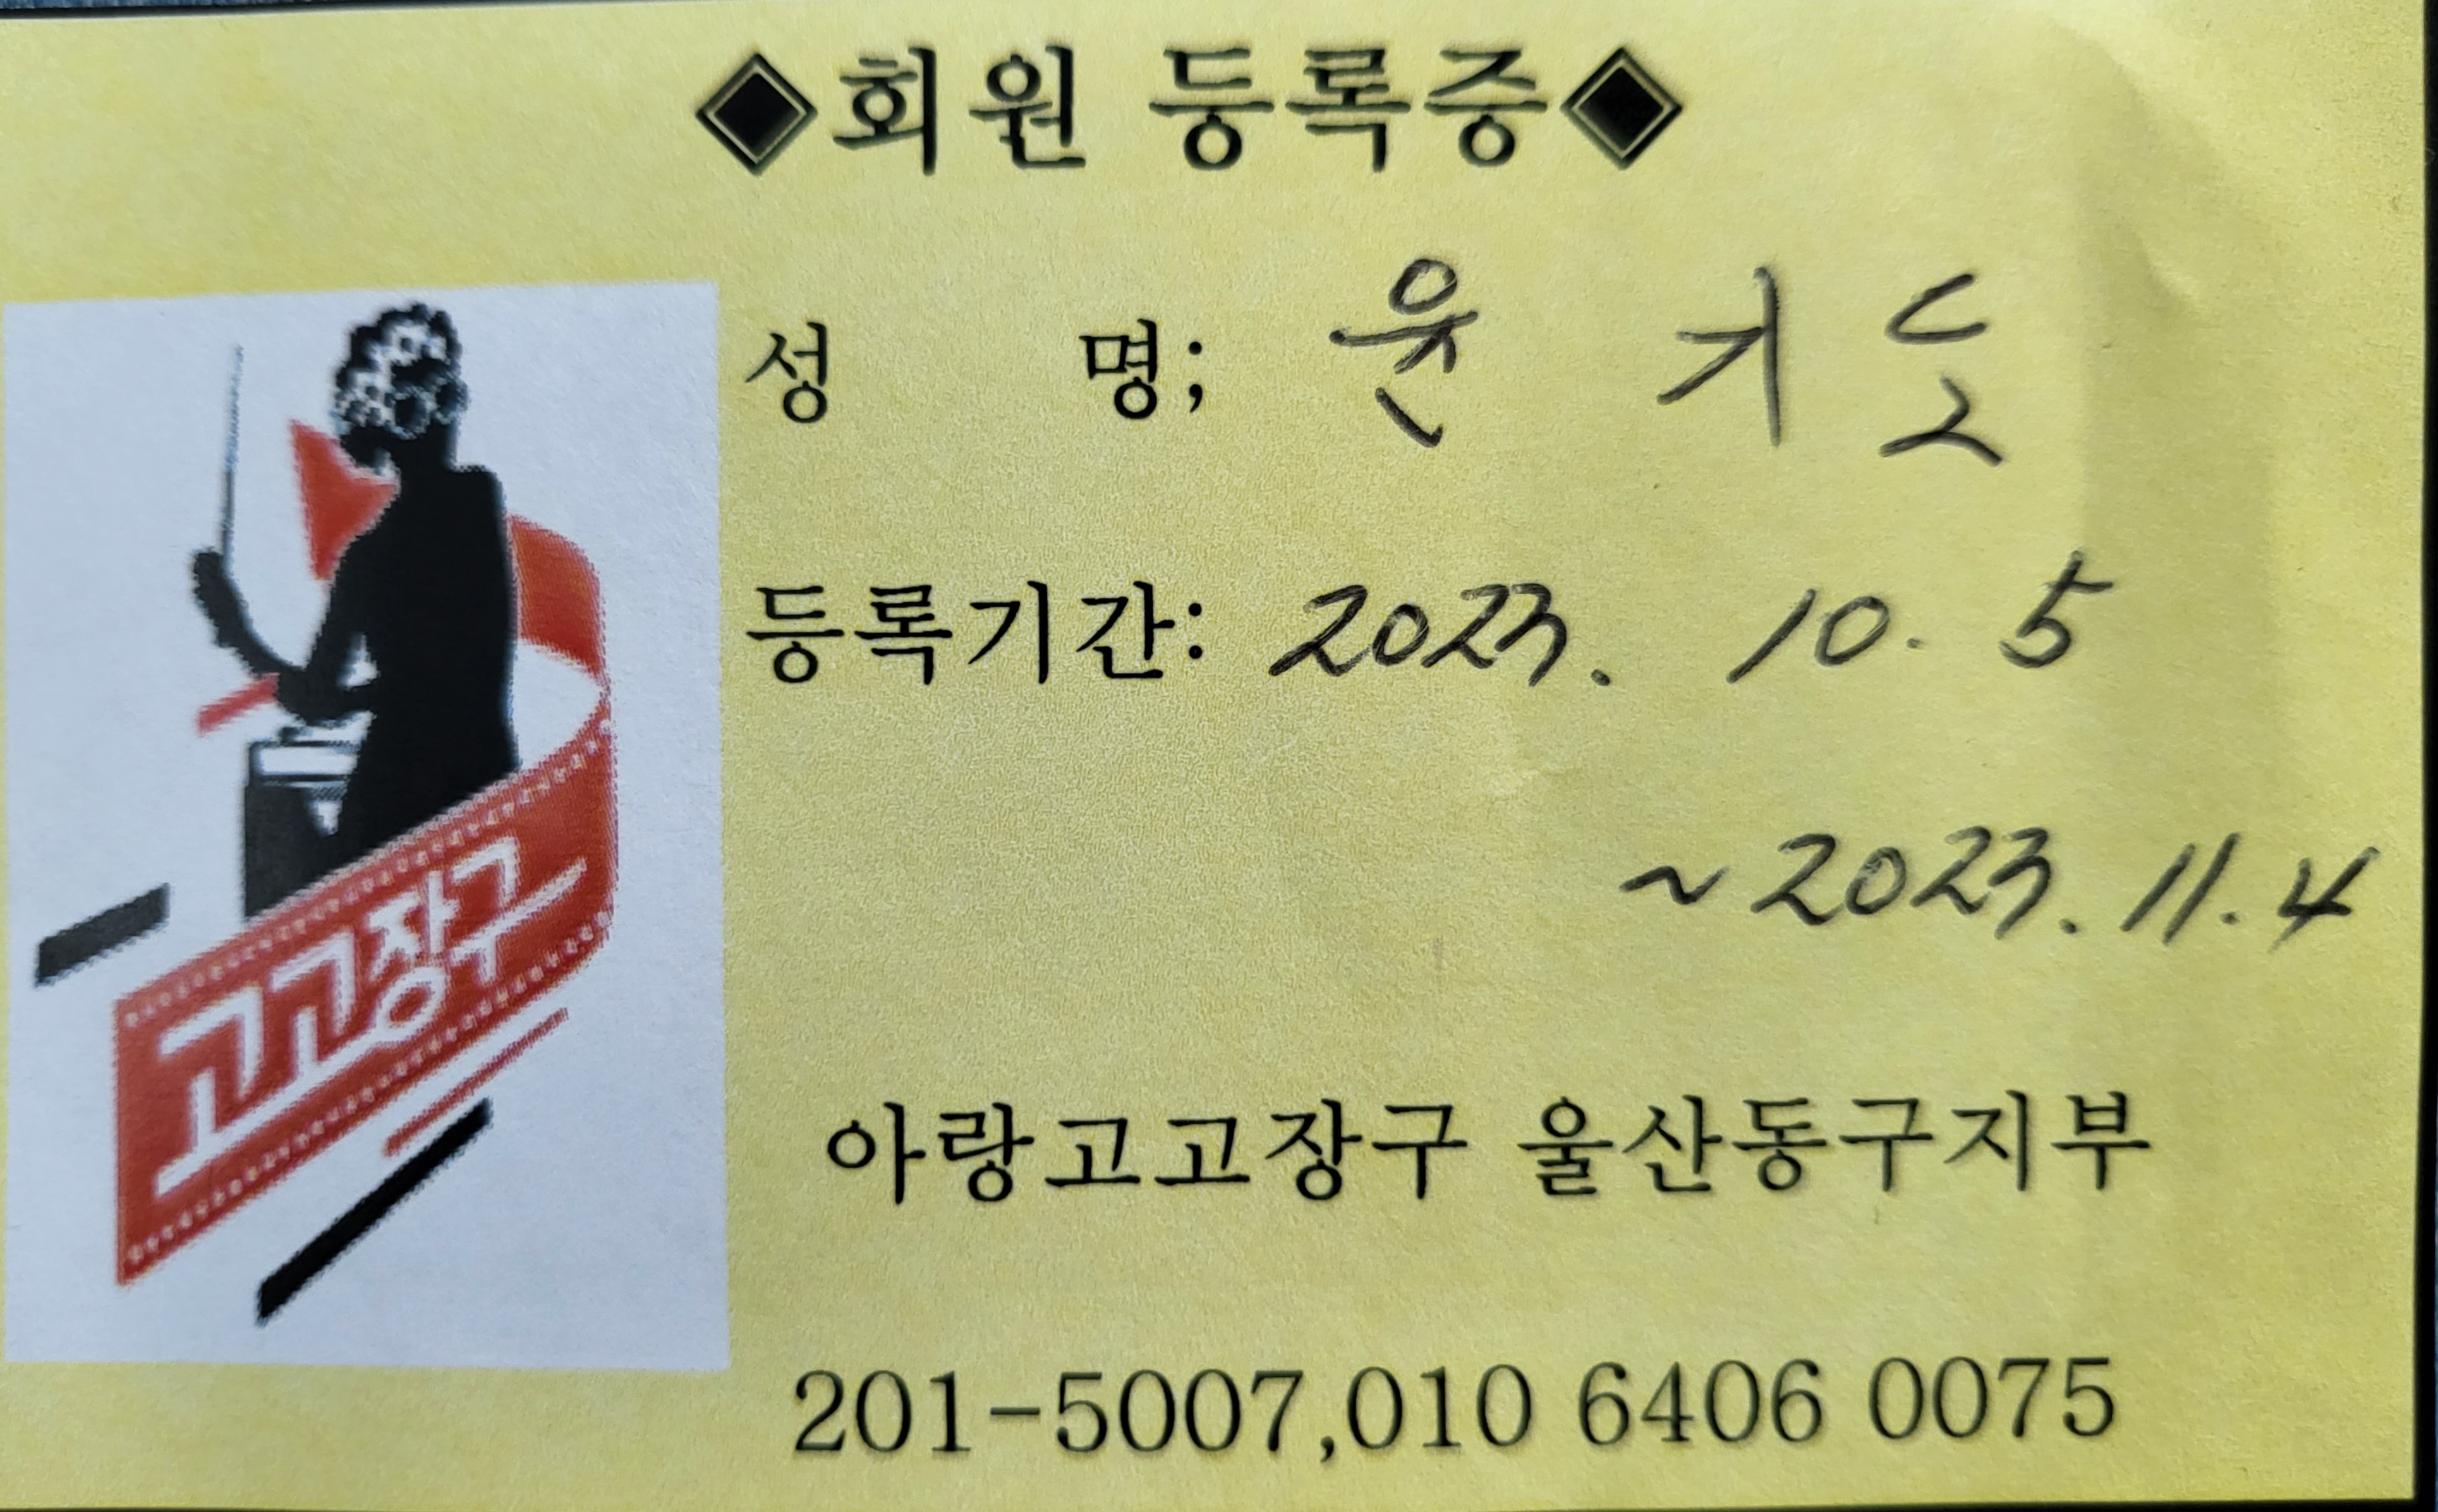 ◈회원 등록증◈
성 명; 윤 기도
등록기간: 2023. 10. 5
~ 2023. 11. 4
고고장구
아랑고고장구 울산동구지부
201-5007,010 6406 0075